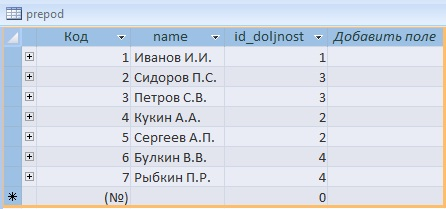 prepod
Код name id_doljnost Добавить поле
1 Иванов И.И. 1
2 Сидоров П.С. 3
3 Петров С.В. 3
4 Кукин А.А. 2
5 Сергеев А.П. 2
6 Булкин В.В. 4
7 Рыбкин П.Р. 4
(№) 0